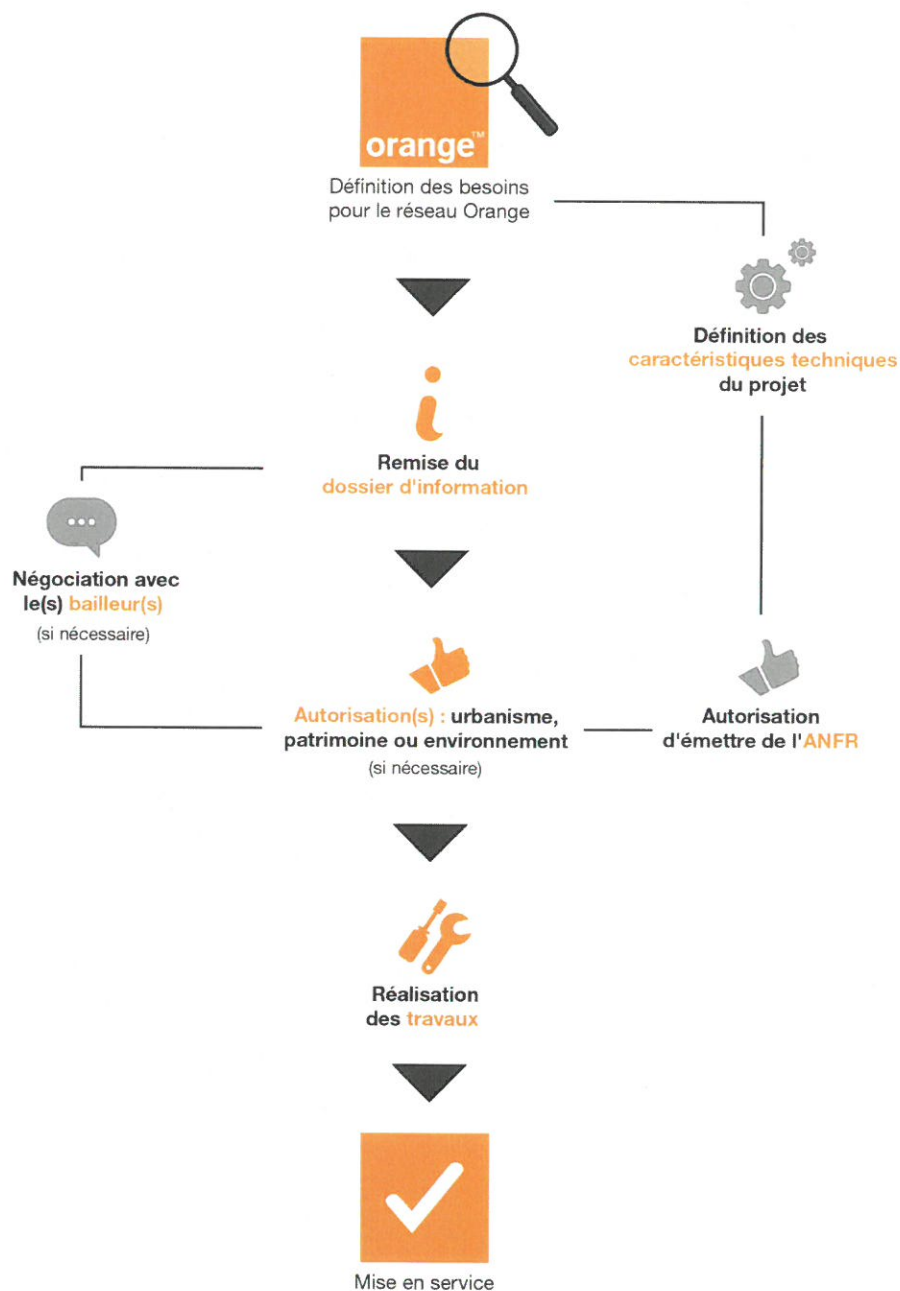 orange™
Définition des besoins
pour le réseau Orange
Définition des
caractéristiques techniques
du projet
Remise du
dossier d'information
Négociation avec
le(s) bailleur(s)
(si nécessaire)
Autorisation(s) : urbanisme,
patrimoine ou environnement
(si nécessaire)
Autorisation
d'émettre de l'ANFR
Réalisation
des travaux
Mise en service